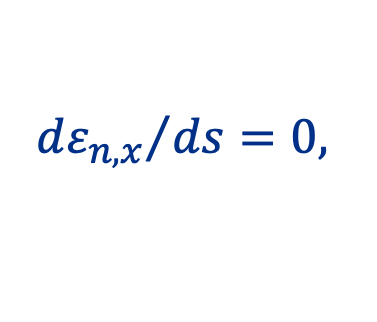 dε_{n,x}/ds = 0,